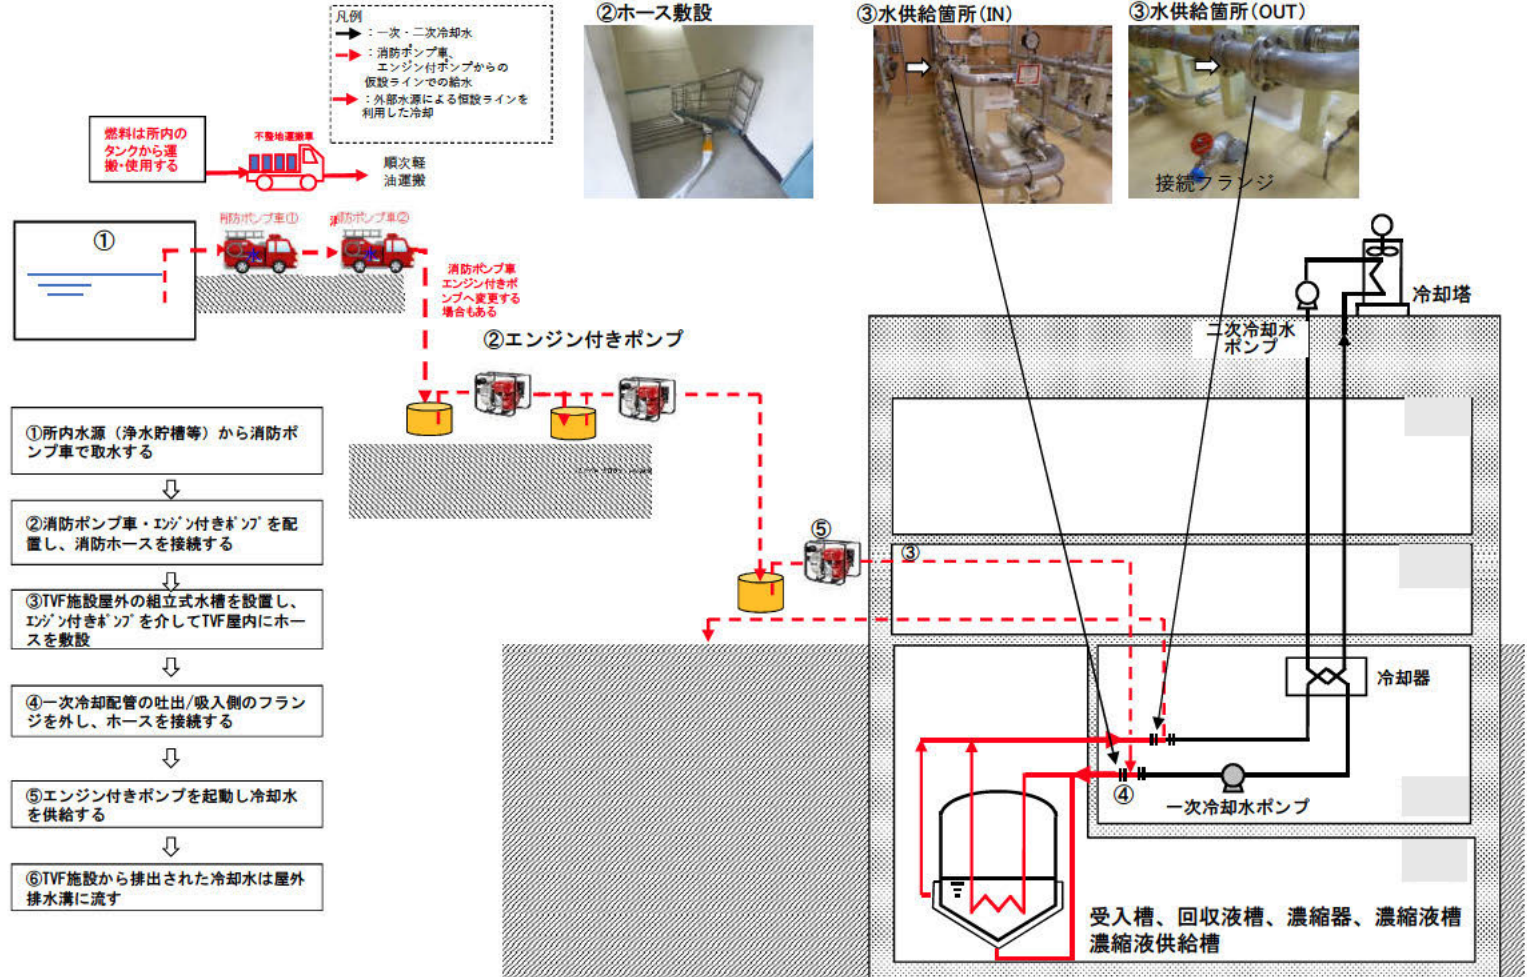 凡例
：一次・二次冷却水
：消防ポンプ車、
エンジン付ポンプからの
仮設ラインでの給水
：外部水源による恒設ラインを
利用した冷却
②ホース敷設
③水供給箇所(IN)
③水供給箇所(OUT)
接続フランジ
燃料は所内の
タンクから運
搬・使用する
不整地運搬車
順次軽
油運搬
①
消防ポンプ車①
消防ポンプ車②
水
水
消防ポンプ車
エンジン付きポ
ンプへ変更する
場合もある
②エンジン付きポンプ
冷却塔
二次冷却水
ポンプ
①所内水源（浄水貯槽等）から消防ポ
ンプ車で取水する
②消防ポンプ車・ｴﾝｼﾞﾝ付きﾎﾟﾝﾌﾟを配
置し、消防ホースを接続する
③TVF施設屋外の組立式水槽を設置し、
ｴﾝｼﾞﾝ付きﾎﾟﾝﾌﾟを介してTVF屋内にホー
スを敷設
④一次冷却配管の吐出/吸入側のフラン
ジを外し、ホースを接続する
⑤エンジン付きポンプを起動し冷却水
を供給する
⑥TVF施設から排出された冷却水は屋外
排水溝に流す
⑤
③
冷却器
④
一次冷却水ポンプ
受入槽、回収液槽、濃縮器、濃縮液槽
濃縮液供給槽